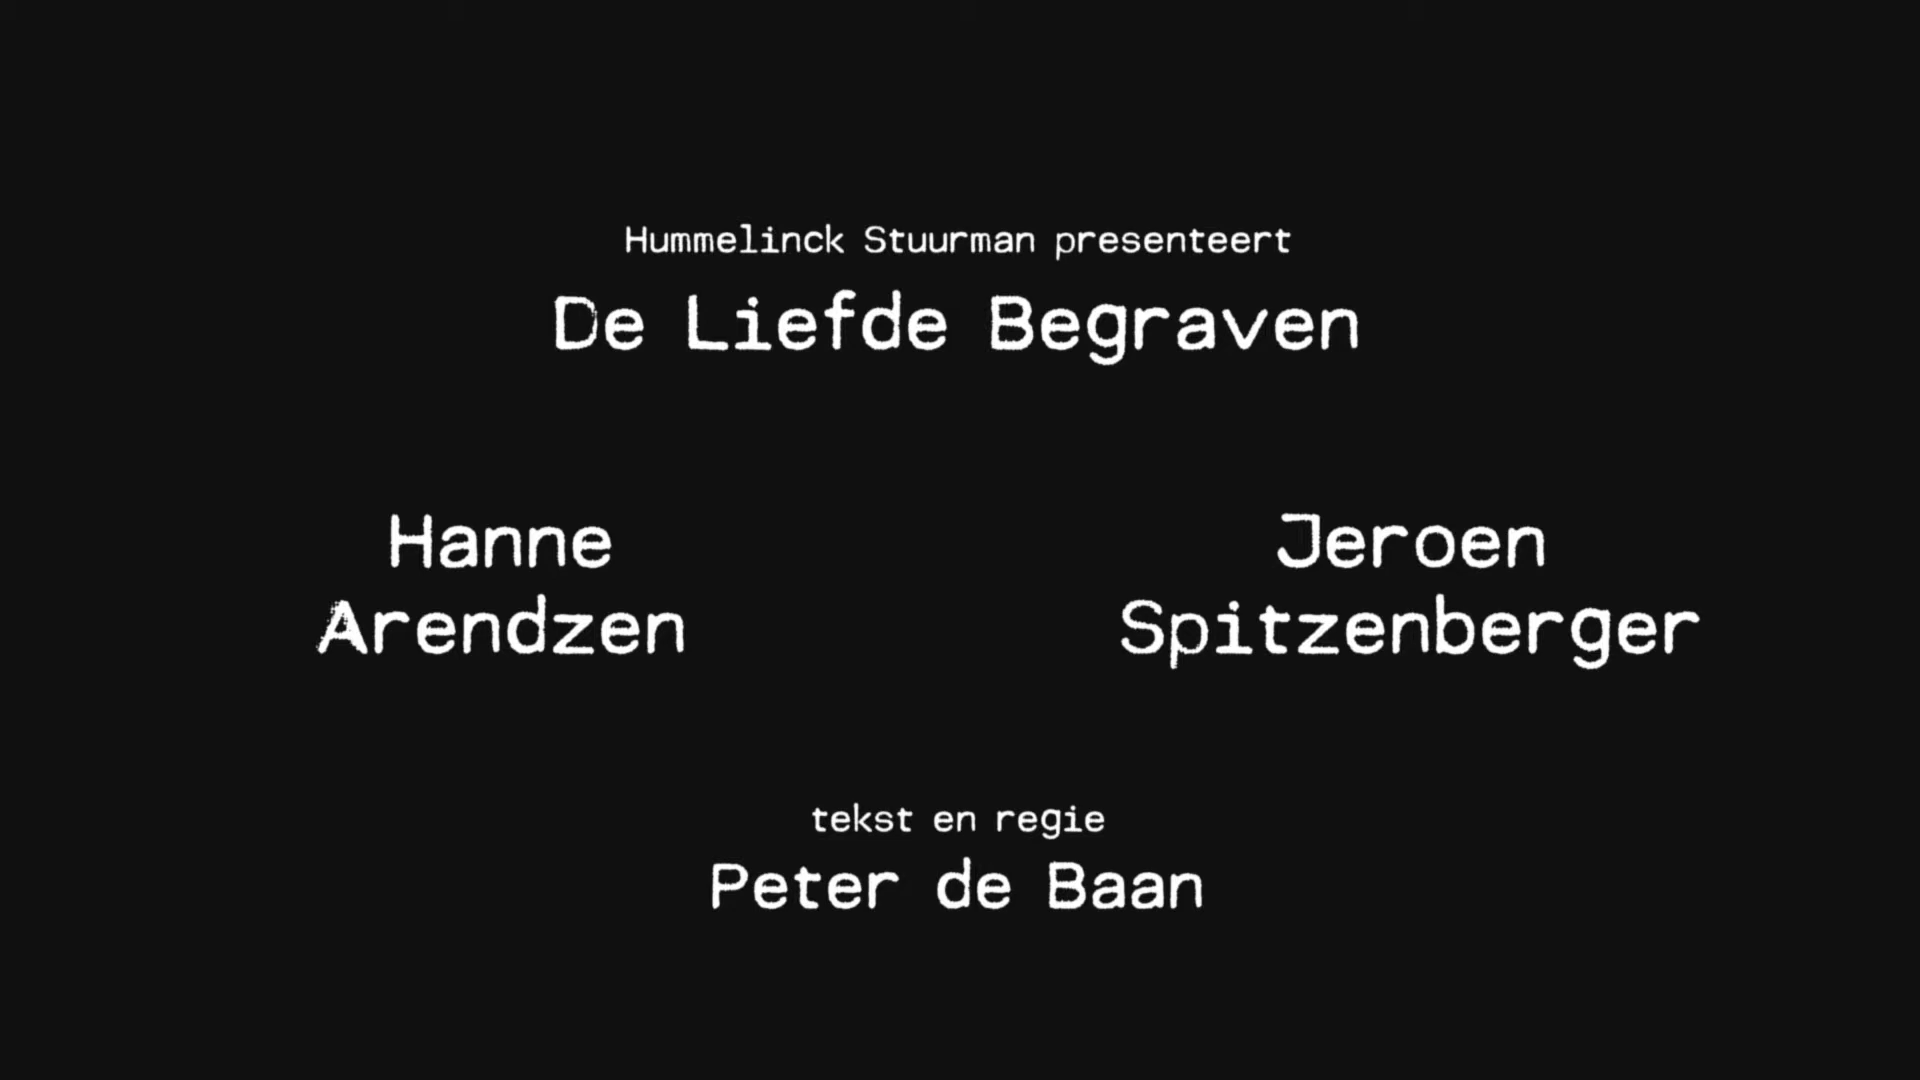 Hummelinck Stuurman presenteert
De Liefde Begraven
Hanne
Arendzen
Jeroen
Spitzenberger
tekst en regie
Peter de Baan